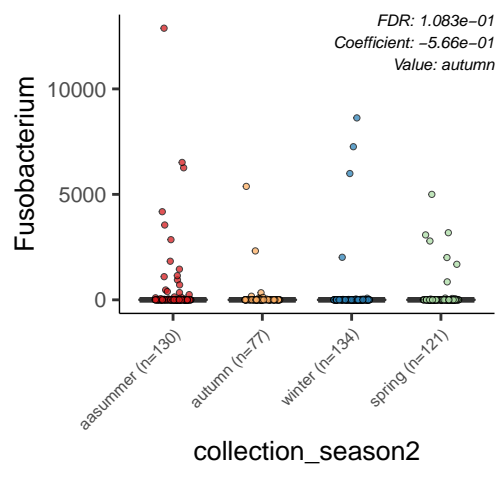 FDR: 1.083e−01
Coefficient: −5.66e−01
Value: autumn
Fusobacterium
10000
5000
0
aasummer (n=130)
autumn (n=77)
winter (n=134)
spring (n=121)
collection_season2